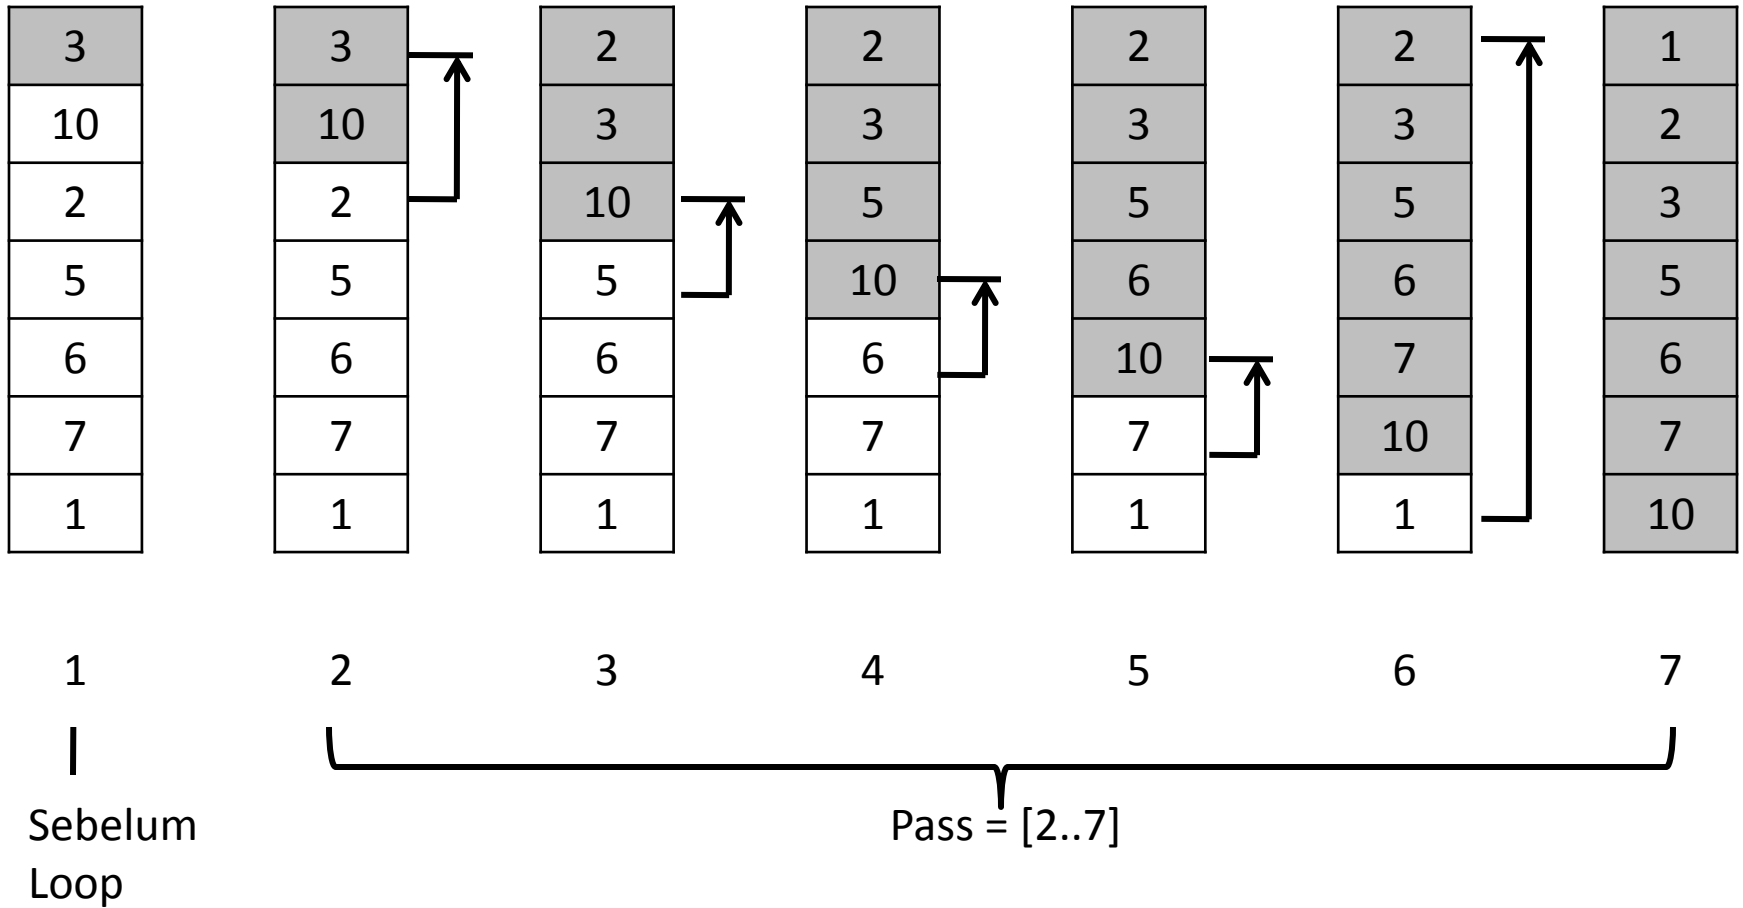 3 3 2 2 2 2 1
10 10 3 3 3 3 2
2 2 10 5 5 5 3
5 5 5 10 6 6 5
6 6 6 6 10 7 6
7 7 7 7 7 10 7
1 1 1 1 1 1 10
1 2 3 4 5 6 7
Sebelum
Loop
Pass = [2..7]